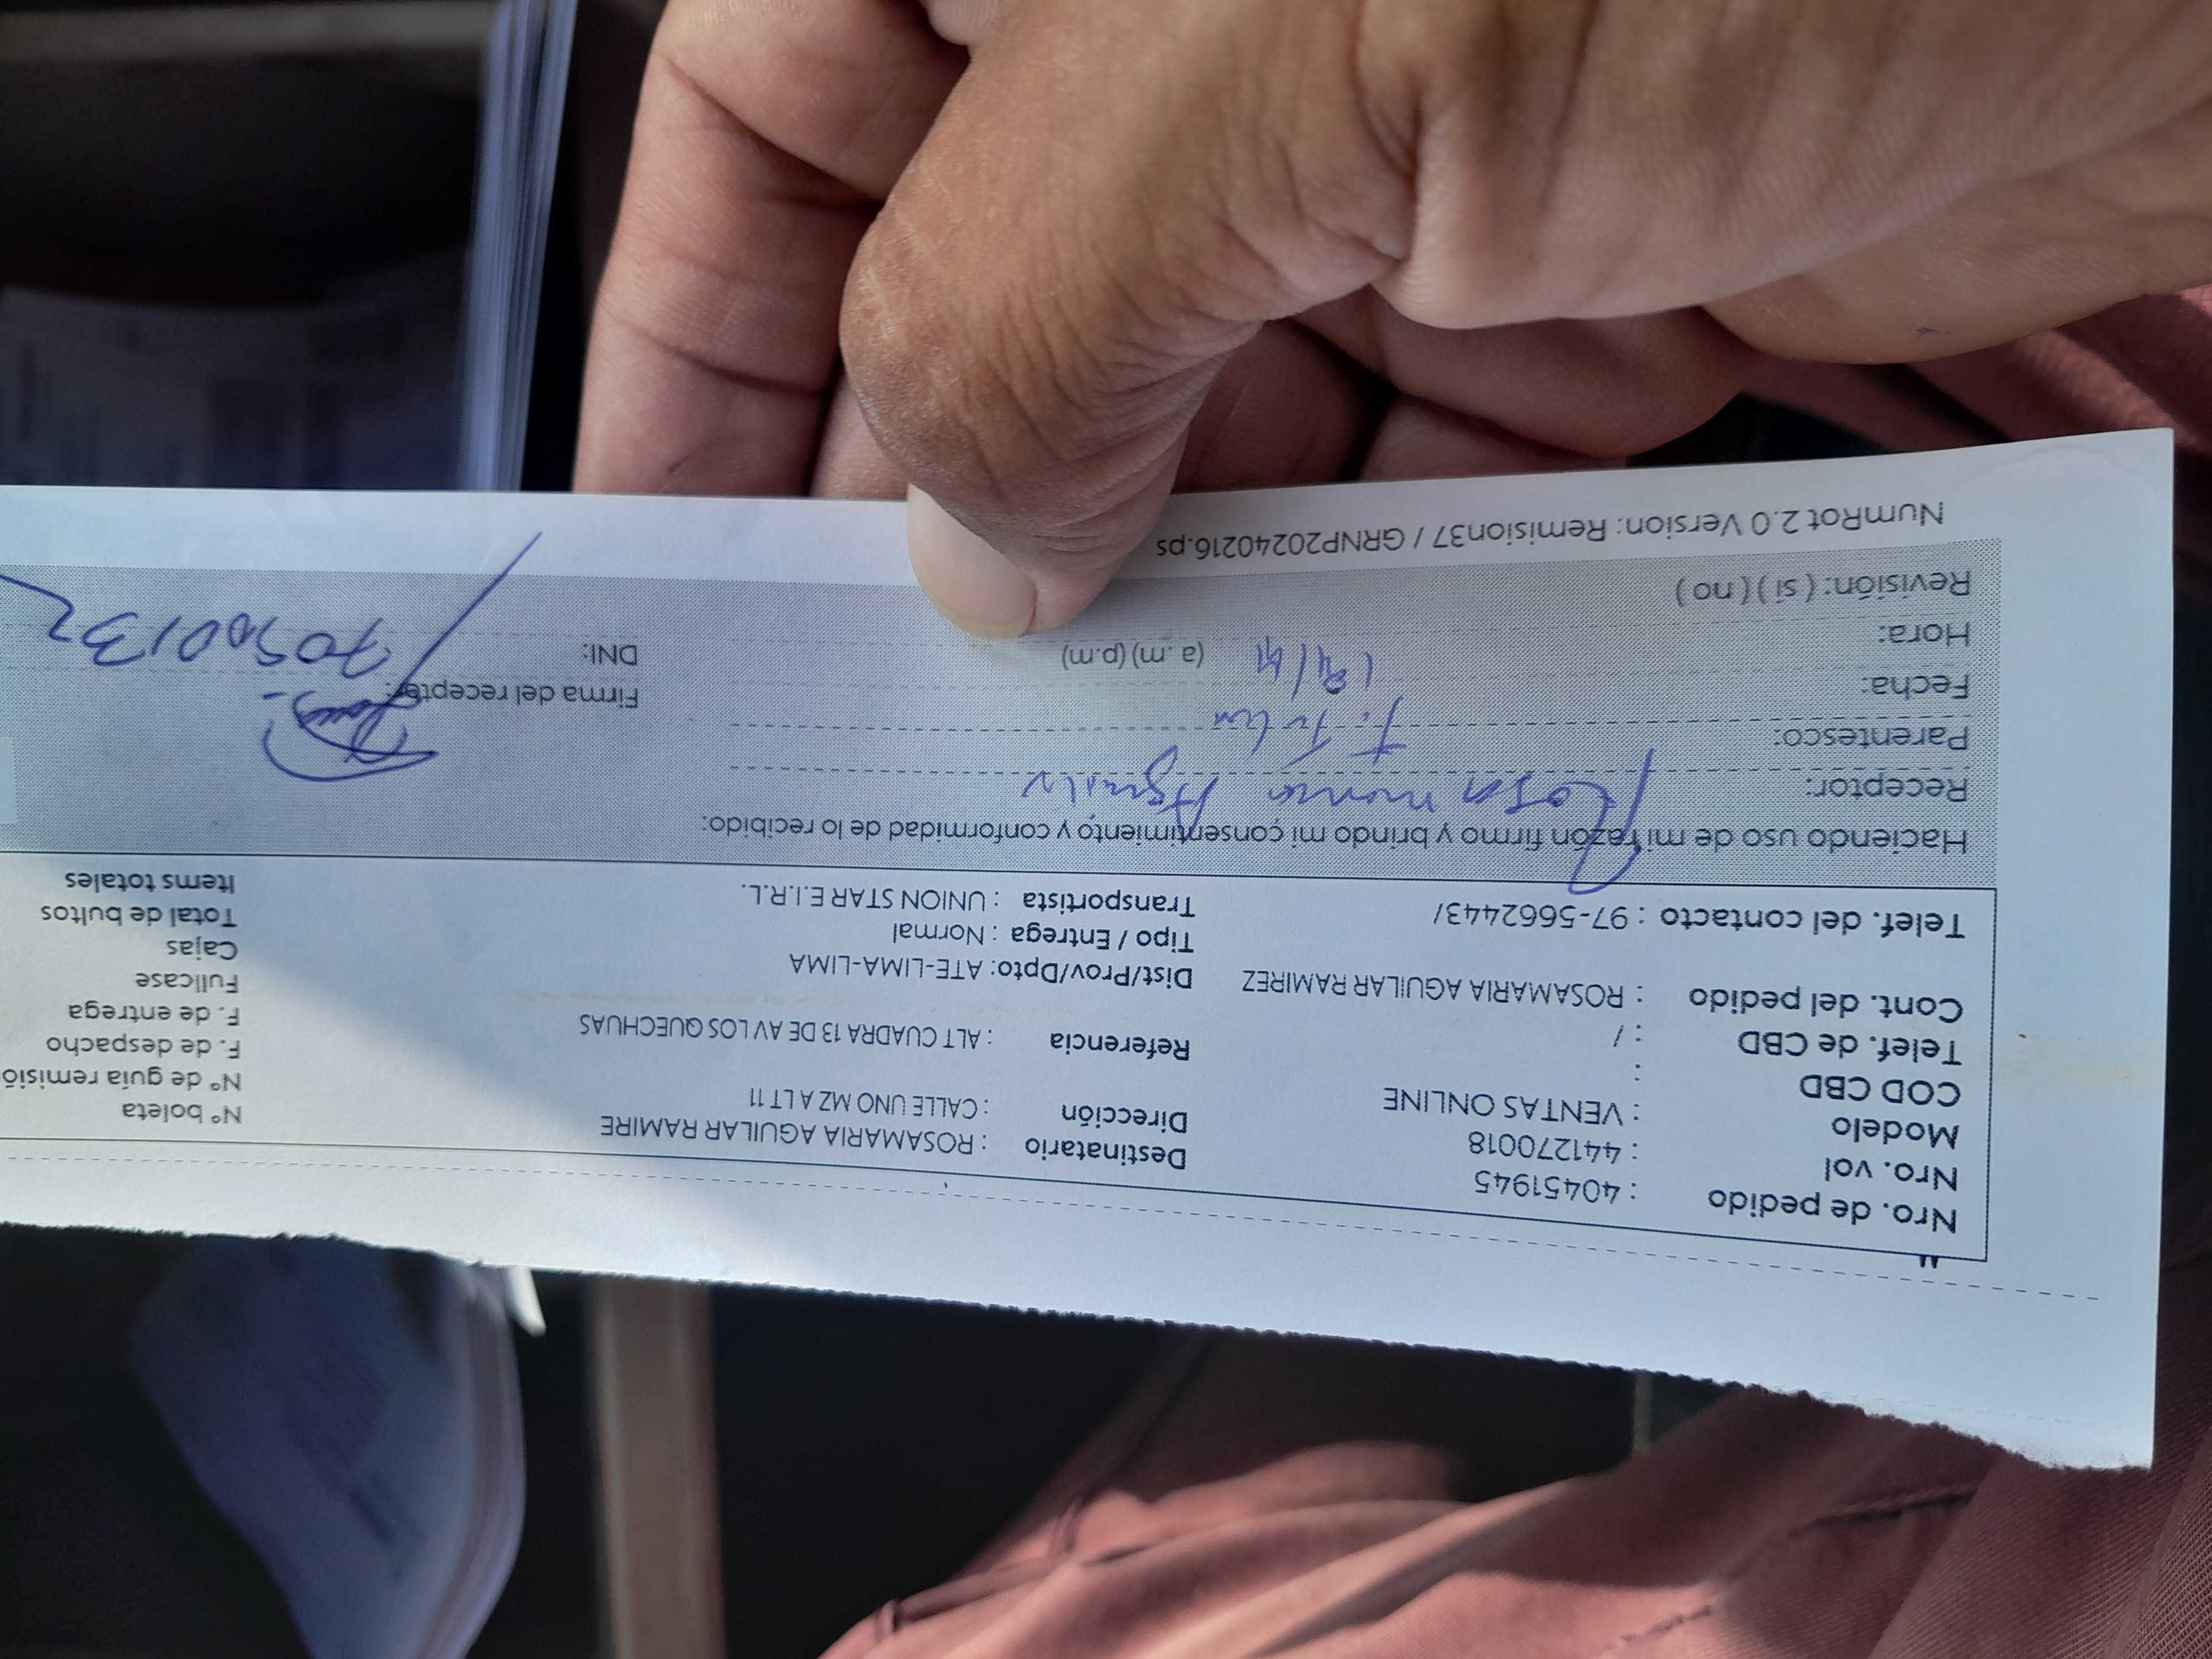 Nro. de pedido : 40451945
Nro. vol : 441270018
Modelo : VENTAS ONLINE
COD CBD :
Telef. de CBD : /
Cont. del pedido : ROSAMARIA AGUILAR RAMIREZ
Telef. del contacto : 97-5662443/
Destinatario : ROSAMARIA AGUILAR RAMIRE
Dirección : CALLE UNO MZ A LT 11
Referencia : ALT CUADRA 13 DE AV LOS QUECHUAS
Dist/Prov/Dpto: ATE-LIMA-LIMA
Tipo / Entrega : Normal
Transportista : UNION STAR E.I.R.L.
N° boleta
N° de guía remisió
F. de despacho
F. de entrega
Fullcase
Cajas
Total de bultos
Items totales
Haciendo uso de mi razón firmo y brindo mi consentimiento y conformidad de lo recibido:
Receptor: Rosa maria Aguilar
Parentesco:
Fecha:
Hora: (a.m) (p.m)
Revisión: ( sí ) ( no )
Firma del receptor:
DNI:
NumRot 2.0 Version: Remision37 / GRNP20240216.ps